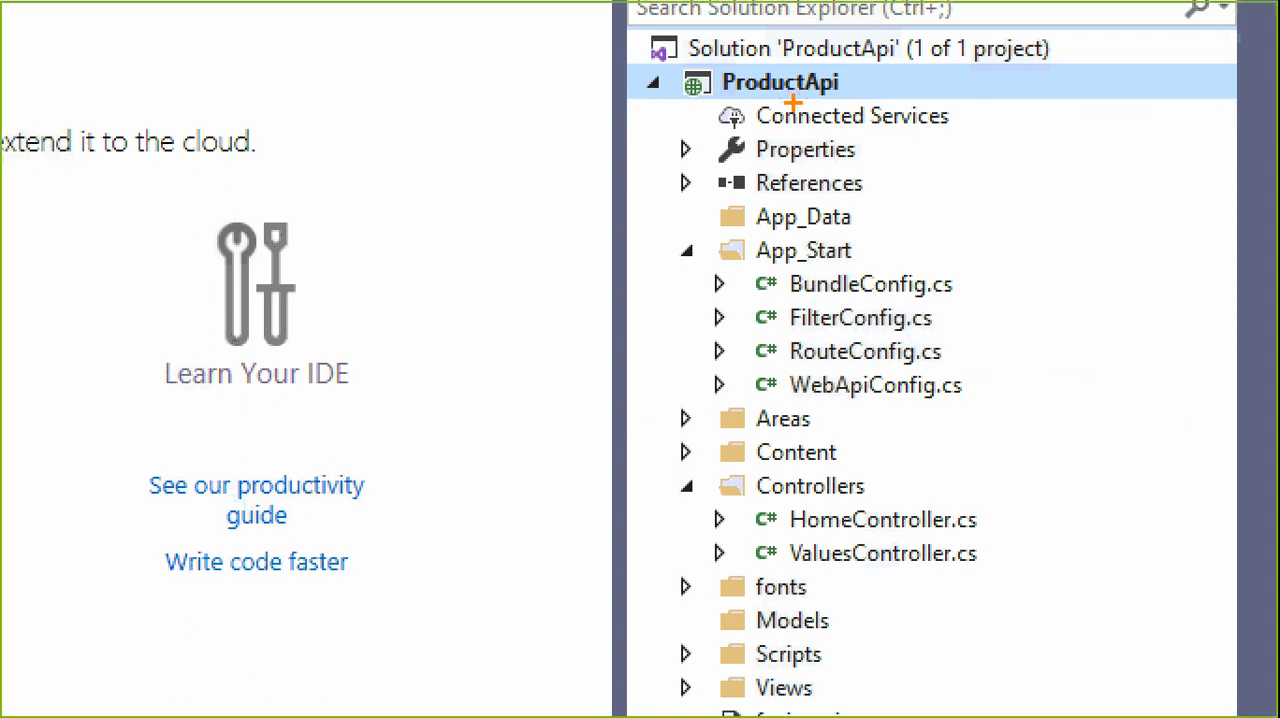 extend it to the cloud.
Learn Your IDE
See our productivity
guide
Write code faster
Search Solution Explorer (Ctrl+;)
Solution 'ProductApi' (1 of 1 project)
ProductApi
Connected Services
Properties
References
App_Data
App_Start
C# BundleConfig.cs
C# FilterConfig.cs
C# RouteConfig.cs
C# WebApiConfig.cs
Areas
Content
Controllers
C# HomeController.cs
C# ValuesController.cs
fonts
Models
Scripts
Views